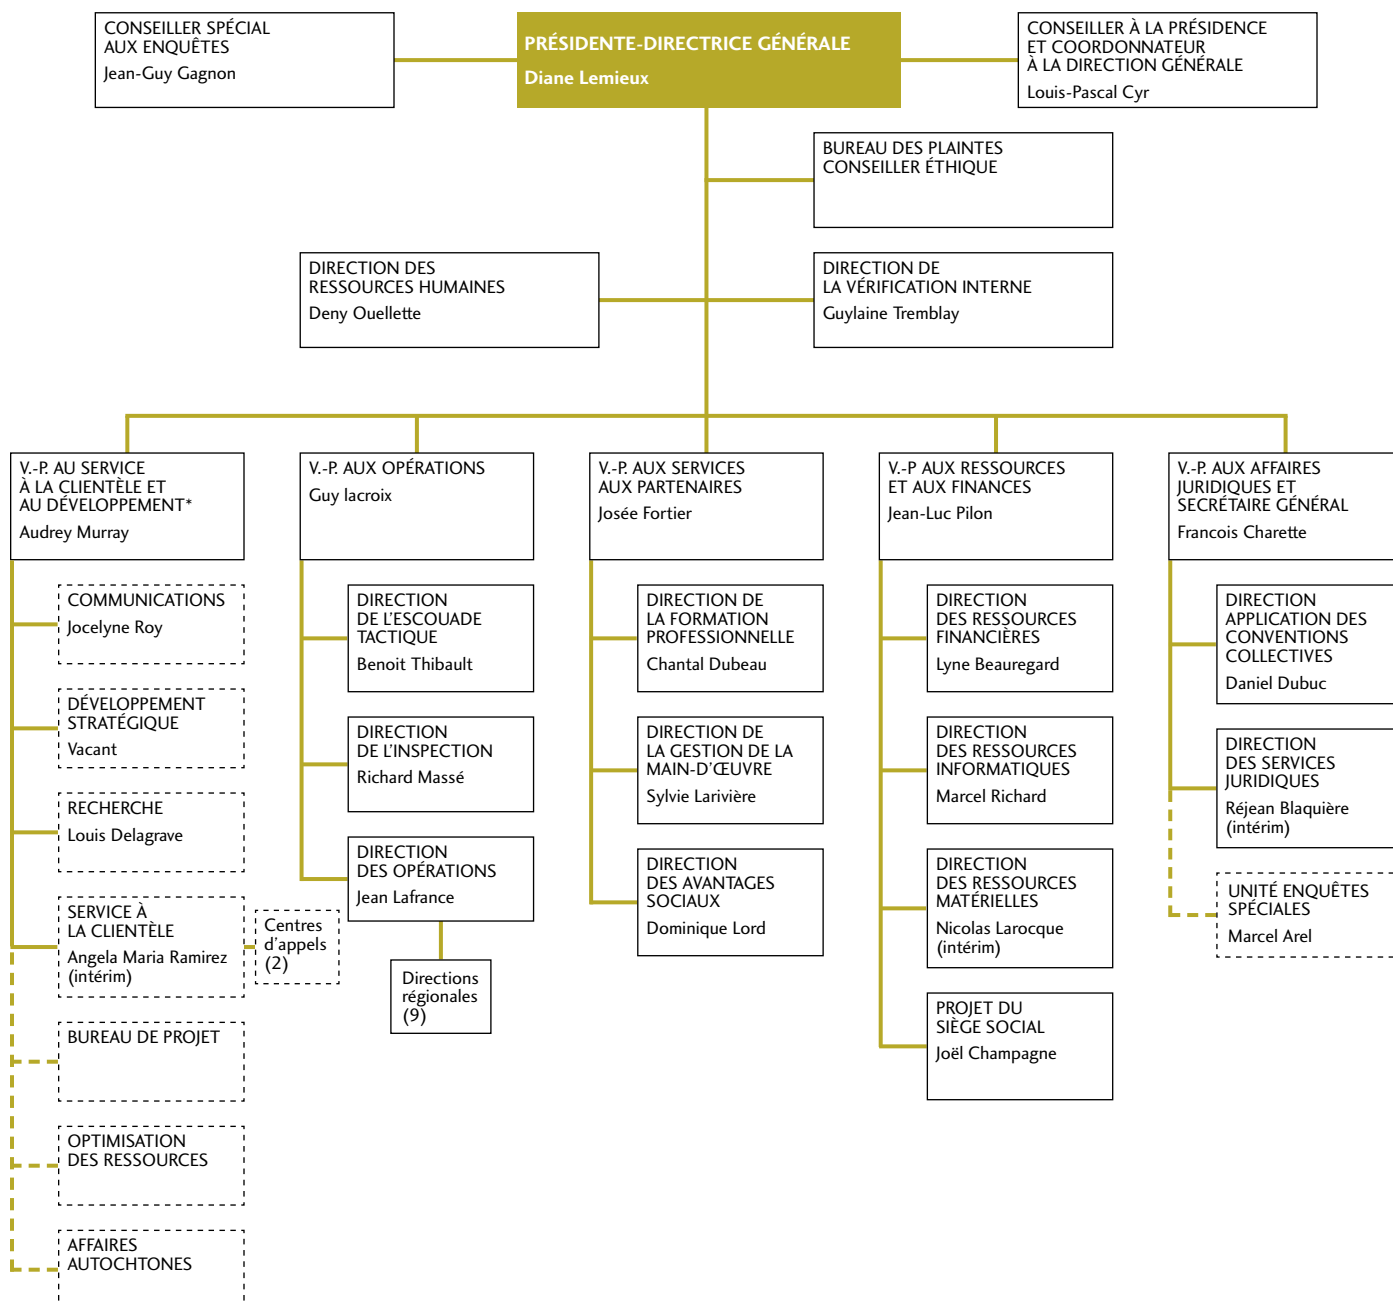 CONSEILLER SPÉCIAL
AUX ENQUÊTES
Jean-Guy Gagnon
PRÉSIDENTE-DIRECTRICE GÉNÉRALE
Diane Lemieux
CONSEILLER À LA PRÉSIDENCE
ET COORDONNATEUR
À LA DIRECTION GÉNÉRALE
Louis-Pascal Cyr
BUREAU DES PLAINTES
CONSEILLER ÉTHIQUE
DIRECTION DES
RESSOURCES HUMAINES
Deny Ouellette
DIRECTION DE
LA VÉRIFICATION INTERNE
Guylaine Tremblay
V.-P. AU SERVICE
À LA CLIENTÈLE ET
AU DÉVELOPPEMENT*
Audrey Murray
COMMUNICATIONS
Jocelyne Roy
DÉVELOPPEMENT
STRATÉGIQUE
Vacant
RECHERCHE
Louis Delagrave
SERVICE À
LA CLIENTÈLE
Angela Maria Ramirez
(intérim)
Centres
d'appels
(2)
BUREAU DE PROJET
OPTIMISATION
DES RESSOURCES
AFFAIRES
AUTOCHTONES
V.-P. AUX OPÉRATIONS
Guy lacroix
DIRECTION
DE L'ESCOUADE
TACTIQUE
Benoit Thibault
DIRECTION
DE L'INSPECTION
Richard Massé
DIRECTION
DES OPÉRATIONS
Jean Lafrance
Directions
régionales
(9)
V.-P. AUX SERVICES
AUX PARTENAIRES
Josée Fortier
DIRECTION DE
LA FORMATION
PROFESSIONNELLE
Chantal Dubeau
DIRECTION DE
LA GESTION DE LA
MAIN-D'ŒUVRE
Sylvie Larivière
DIRECTION
DES AVANTAGES
SOCIAUX
Dominique Lord
V.-P AUX RESSOURCES
ET AUX FINANCES
Jean-Luc Pilon
DIRECTION
DES RESSOURCES
FINANCIÈRES
Lyne Beauregard
DIRECTION
DES RESSOURCES
INFORMATIQUES
Marcel Richard
DIRECTION
DES RESSOURCES
MATÉRIELLES
Nicolas Larocque
(intérim)
PROJET DU
SIÈGE SOCIAL
Joël Champagne
V.-P. AUX AFFAIRES
JURIDIQUES ET
SECRÉTAIRE GÉNÉRAL
Francois Charette
DIRECTION
APPLICATION DES
CONVENTIONS
COLLECTIVES
Daniel Dubuc
DIRECTION
DES SERVICES
JURIDIQUES
Réjean Blaquière
(intérim)
UNITÉ ENQUÊTES
SPÉCIALES
Marcel Arel